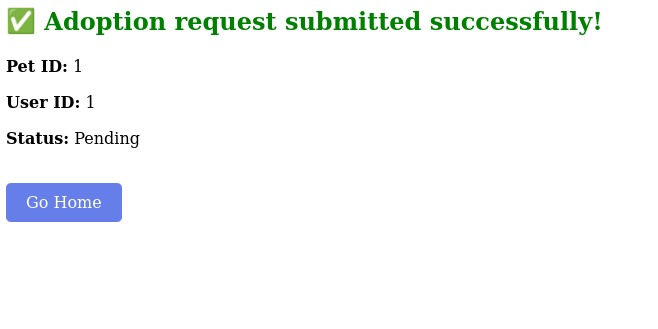 ✅ Adoption request submitted successfully!
Pet ID: 1
User ID: 1
Status: Pending
Go Home